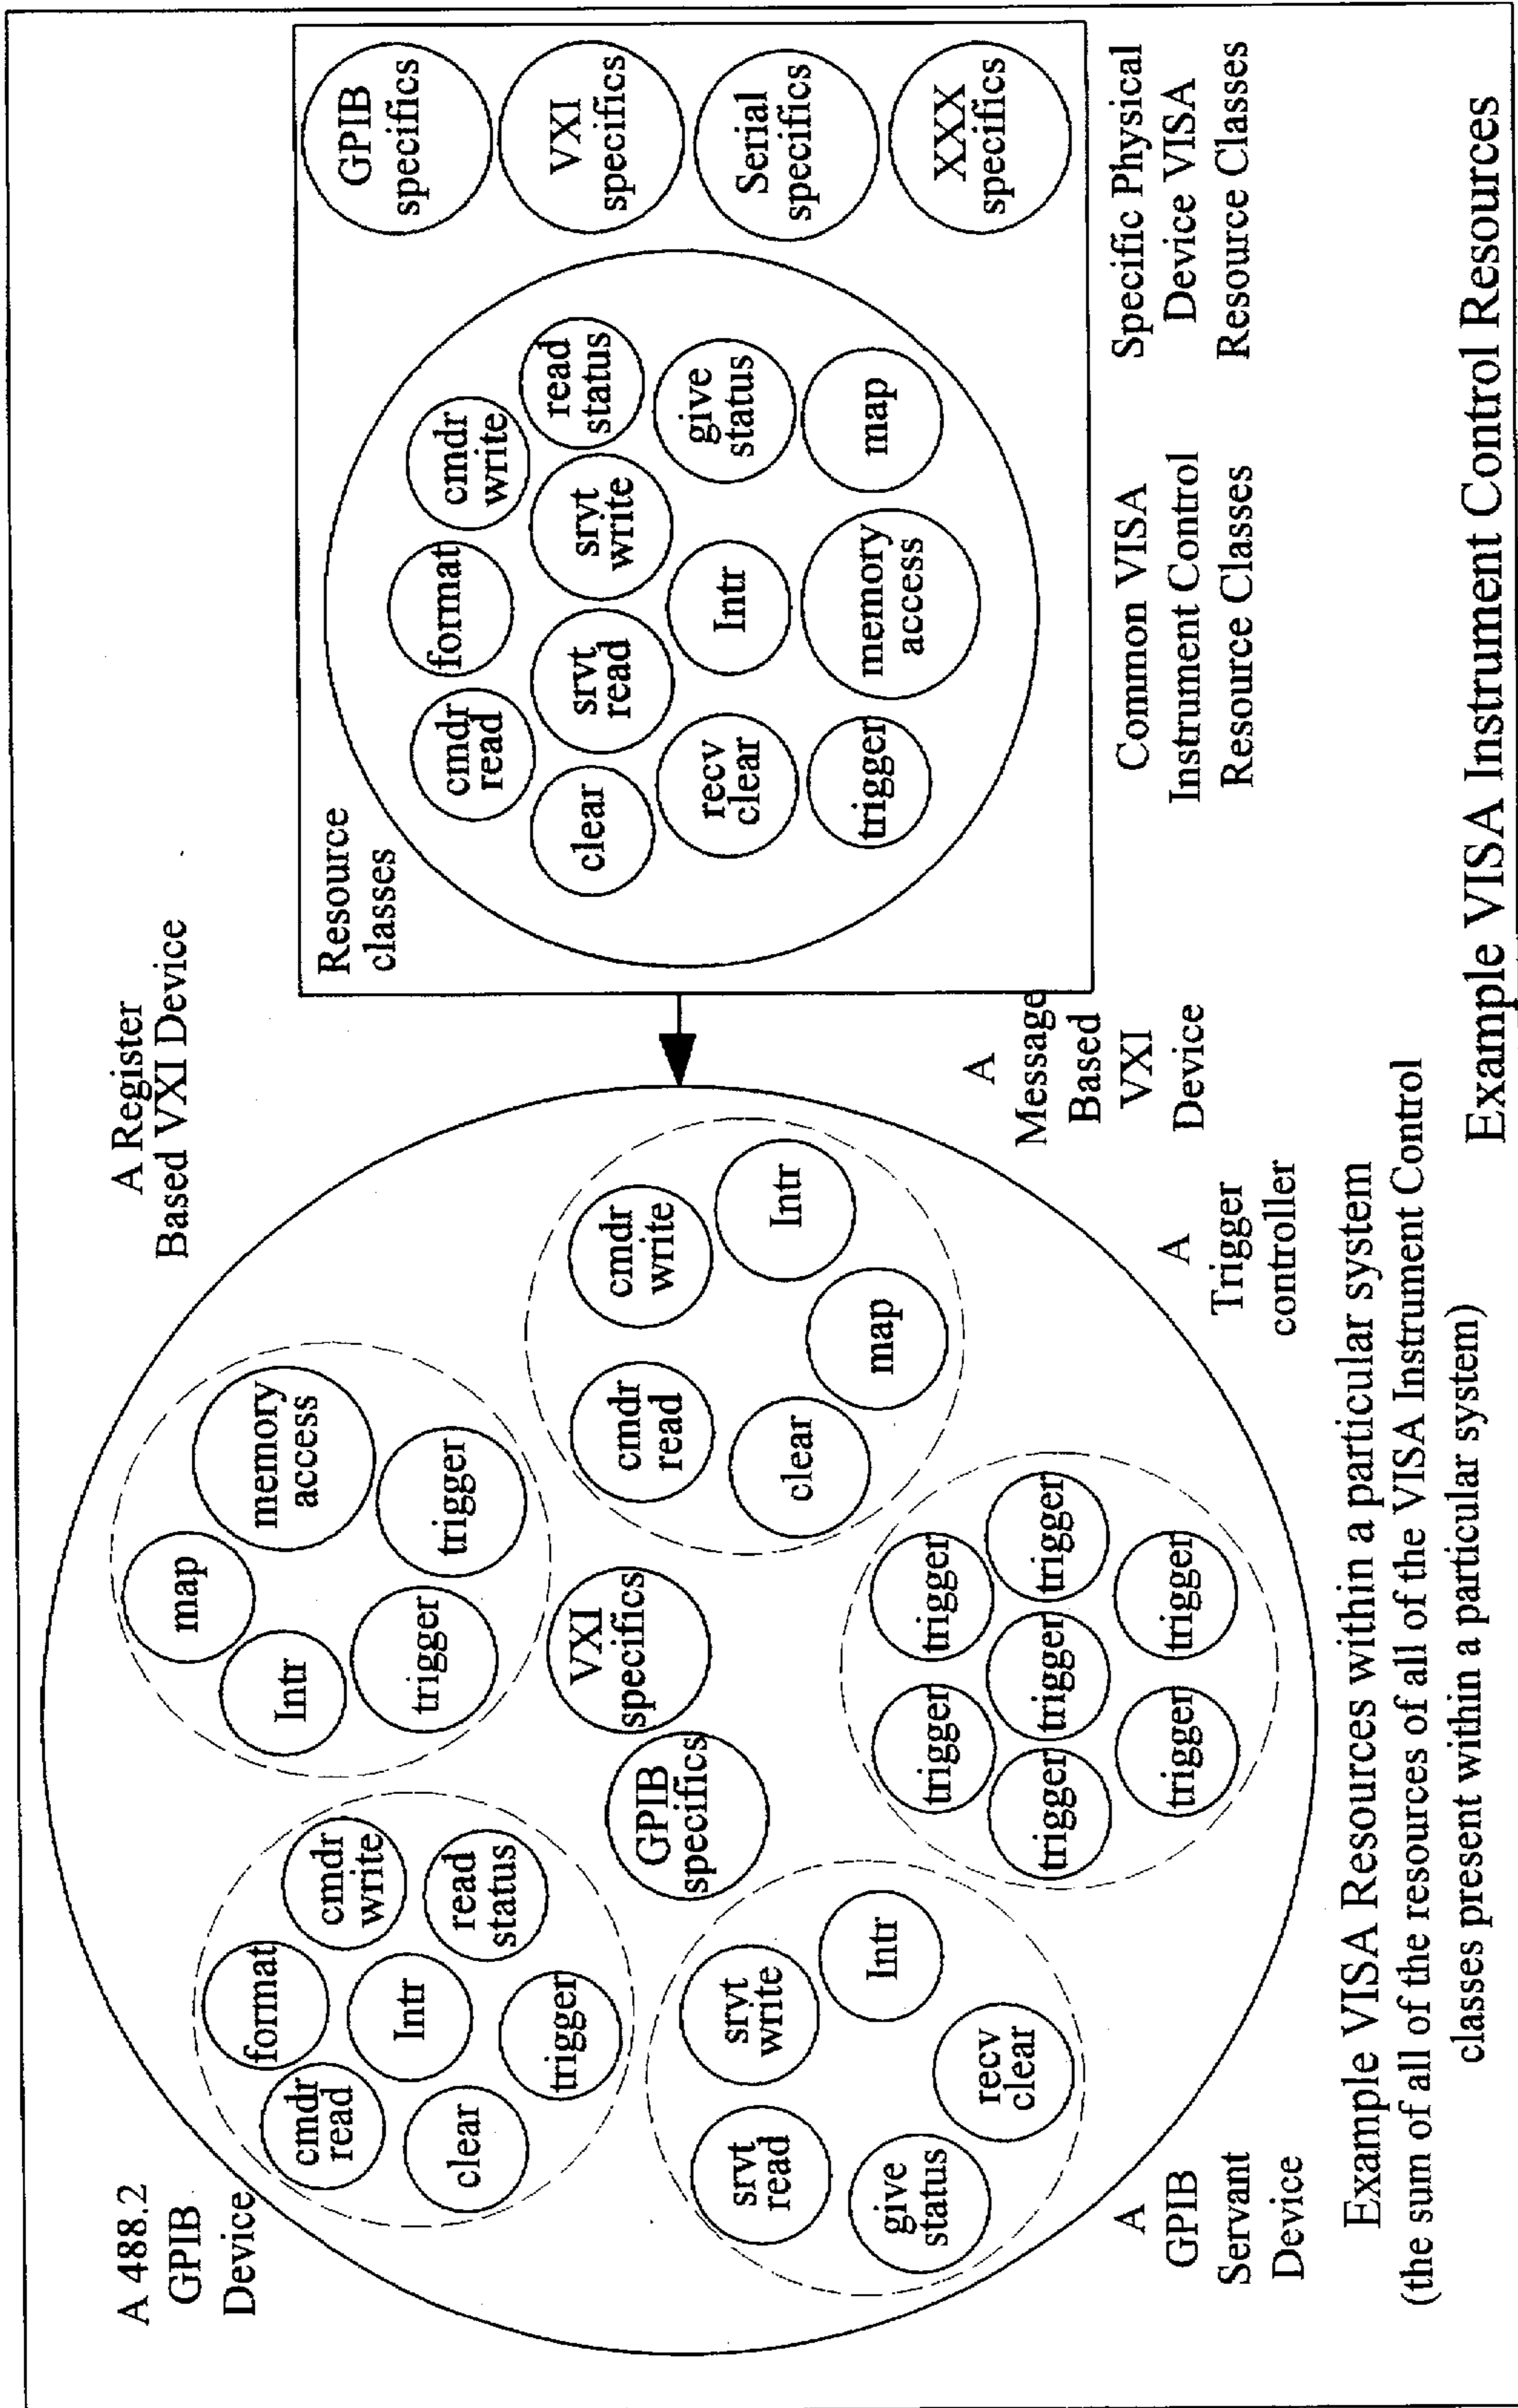 A 488.2
GPIB
Device
format
cmdr
read
cmdr
write
Intr
read
status
clear
trigger
A Register
Based VXI Device
map
Intr
memory
access
trigger
trigger
GPIB
specifics
VXI
specifics
cmdr
read
cmdr
write
clear
Intr
map
A
Message
Based
VXI
Device
srvt
read
srvt
write
give
status
Intr
recv
clear
A
GPIB
Servant
Device
trigger
trigger
trigger
trigger
trigger
trigger
trigger
A
Trigger
controller
Example VISA Resources within a particular system
(the sum of all of the resources of all of the VISA Instrument Control
classes present within a particular system)
Resource
classes
cmdr
read
format
cmdr
write
clear
srvt
read
srvt
write
read
status
recv
clear
Intr
give
status
trigger
memory
access
map
GPIB
specifics
VXI
specifics
Serial
specifics
XXX
specifics
Common VISA
Instrument Control
Resource Classes
Specific Physical
Device VISA
Resource Classes
Example VISA Instrument Control Resources